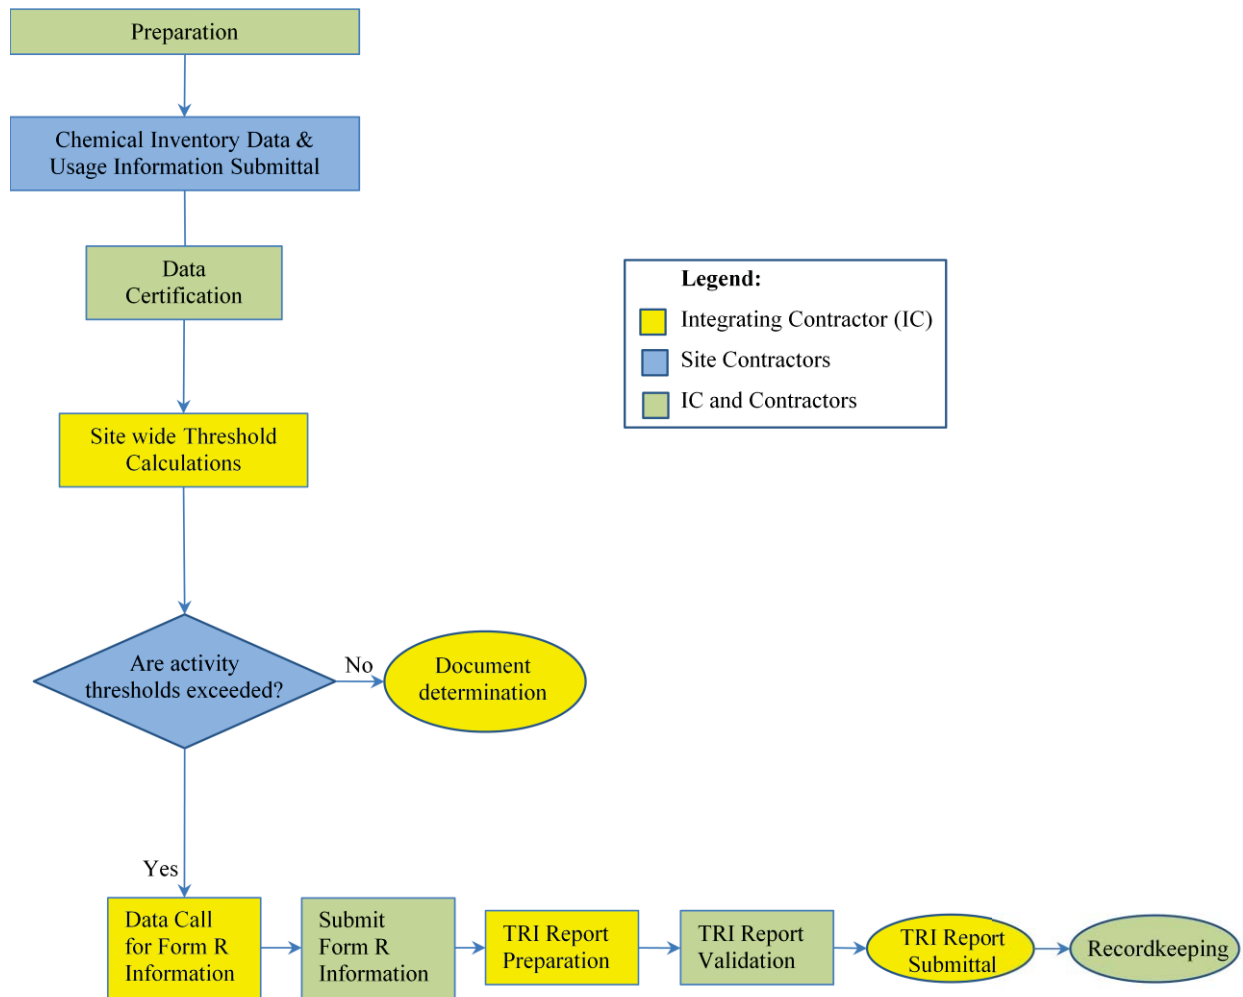 Preparation
Chemical Inventory Data &
Usage Information Submittal
Data
Certification
Legend:
Integrating Contractor (IC)
Site Contractors
IC and Contractors
Site wide Threshold
Calculations
Are activity
thresholds exceeded?
No
Document
determination
Yes
Data Call
for Form R
Information
Submit
Form R
Information
TRI Report
Preparation
TRI Report
Validation
TRI Report
Submittal
Recordkeeping